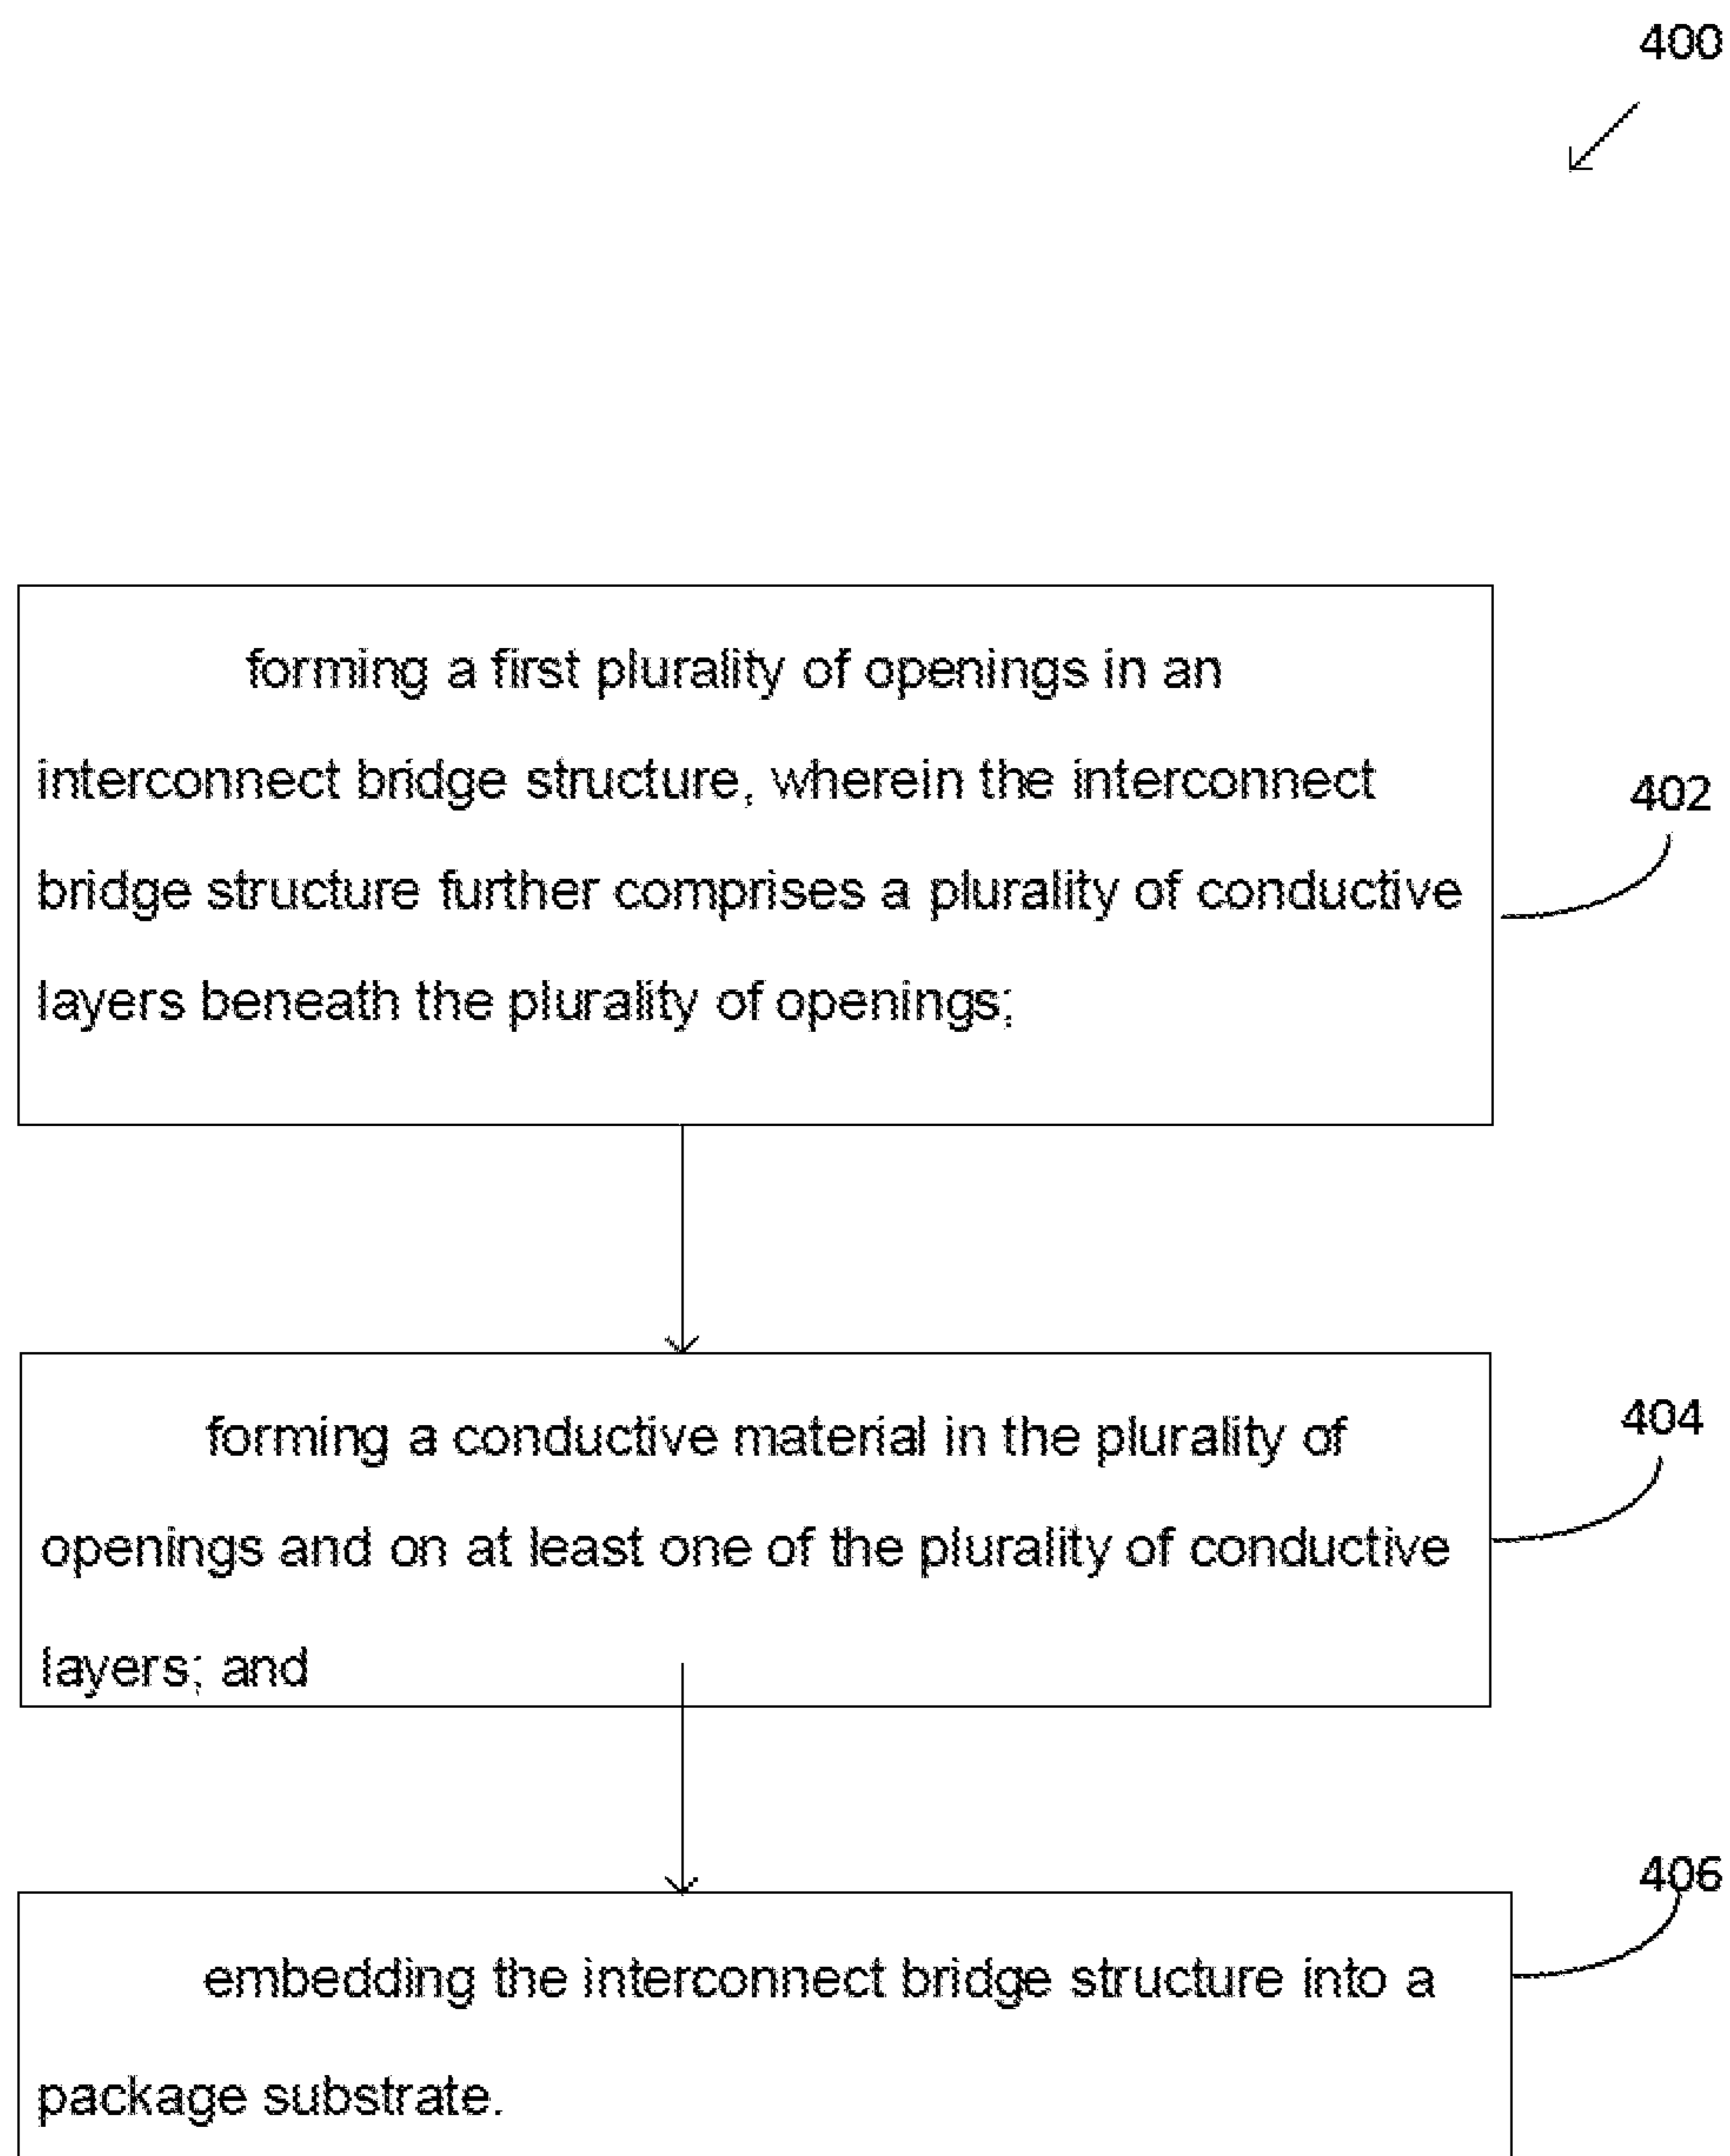 400
forming a first plurality of openings in an
interconnect bridge structure, wherein the interconnect
bridge structure further comprises a plurality of conductive
layers beneath the plurality of openings;
402
forming a conductive material in the plurality of
openings and on at least one of the plurality of conductive
layers; and
404
embedding the interconnect bridge structure into a
package substrate.
406